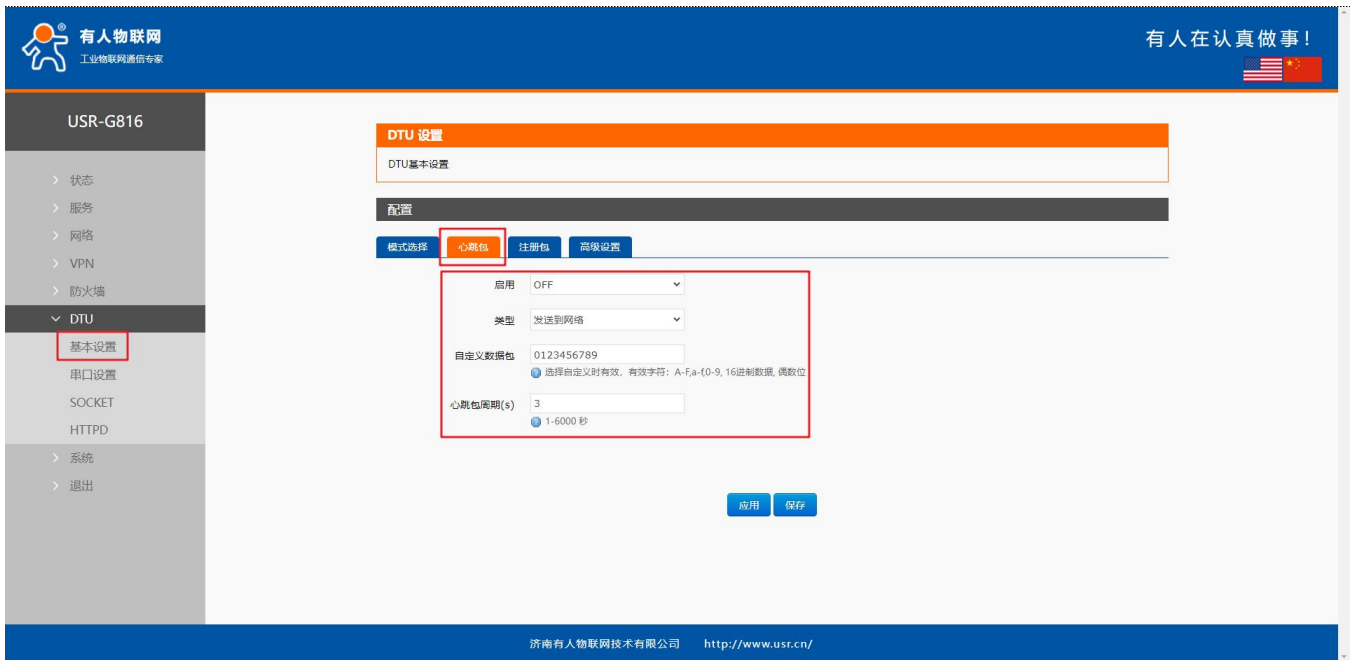 有人物联网
工业物联网通信专家
有人在认真做事!
USR-G816
状态
服务
网络
VPN
防火墙
DTU
基本设置
串口设置
SOCKET
HTTPD
系统
退出
DTU 设置
DTU基本设置
配置
模式选择 心跳包 注册包 高级设置
启用 OFF
类型 发送到网络
自定义数据包 0123456789
选择自定义时有效，有效字符：A-F,a-f,0-9, 16进制数据, 偶数位
心跳包周期(s) 3
1-6000 秒
应用 保存
济南有人物联网技术有限公司 http://www.usr.cn/